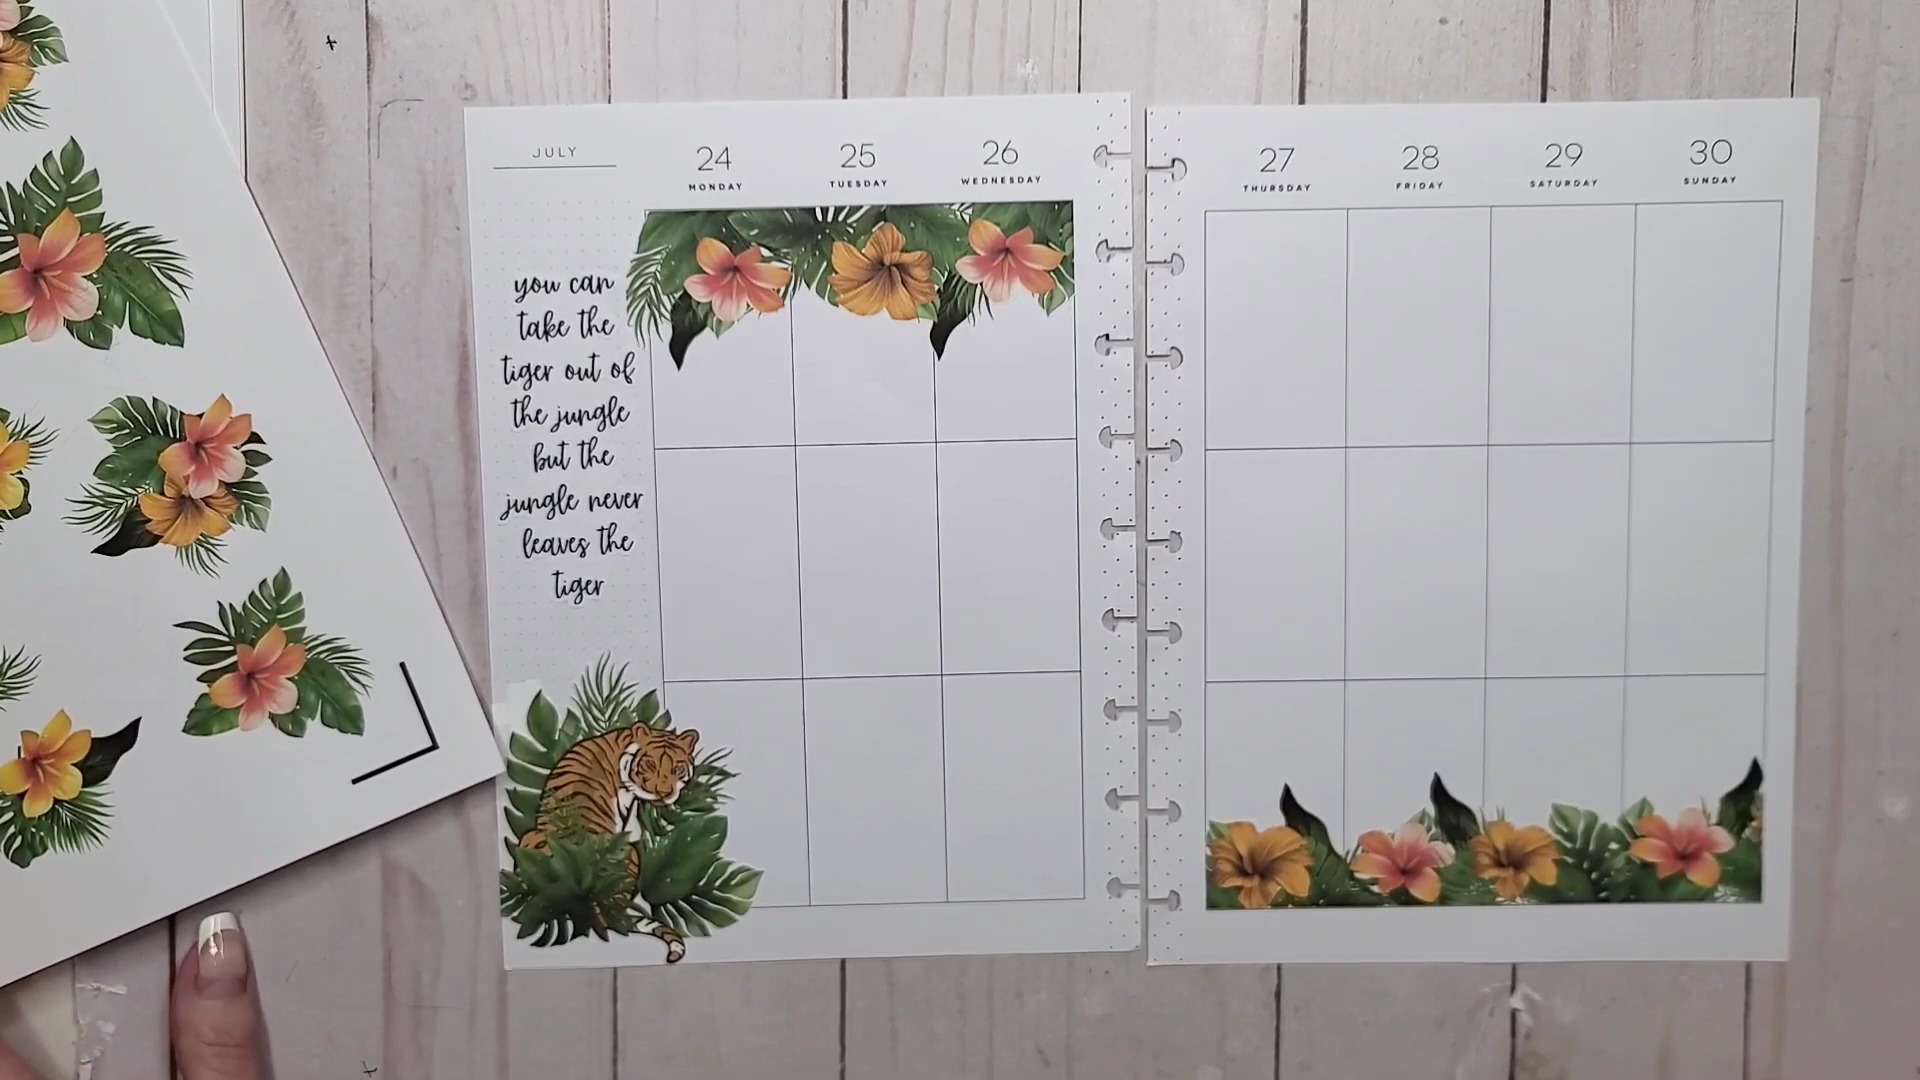 JULY
24
MONDAY
25
TUESDAY
26
WEDNESDAY
27
THURSDAY
28
FRIDAY
29
SATURDAY
30
SUNDAY
you can
take the
tiger out of
the jungle
but the
jungle never
leaves the
tiger